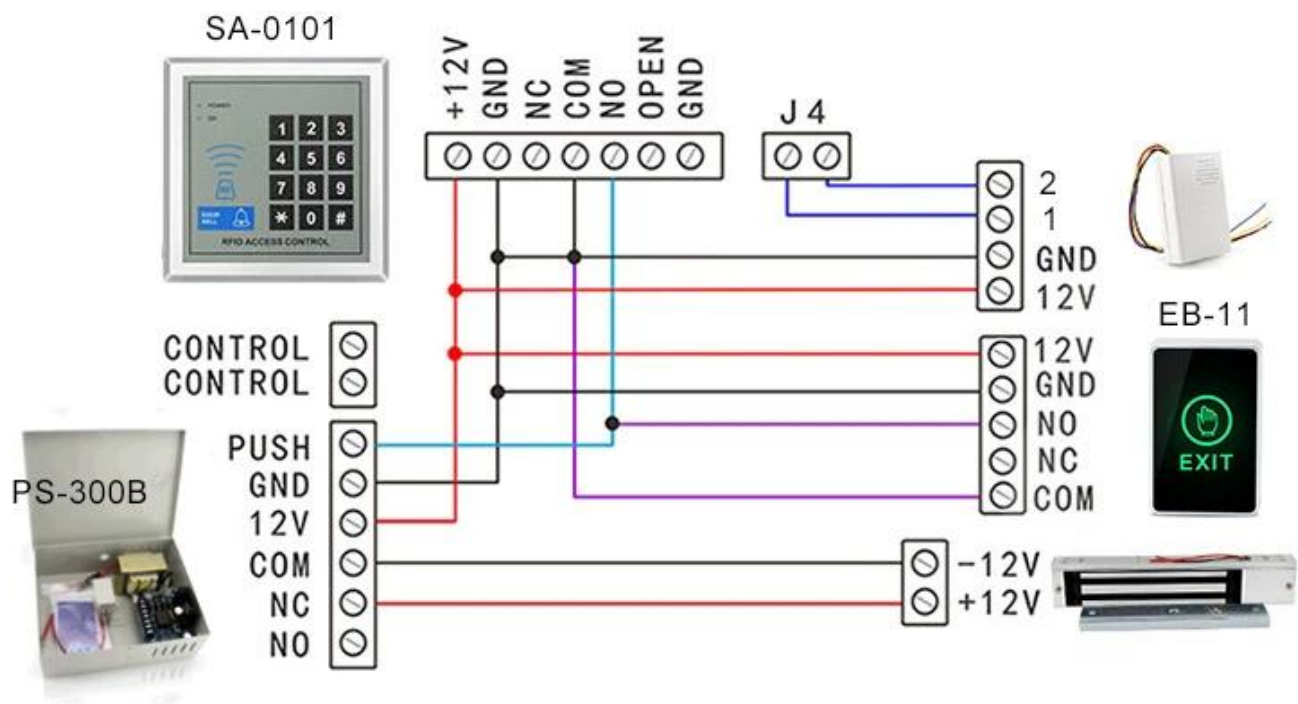 SA-0101
+12V
GND
NC
COM
NO
OPEN
GND
J4
1 2 3
4 5 6
7 8 9
* 0 #
RFID ACCESS CONTROL
2
1
GND
12V
EB-11
12V
GND
NO
NC
COM
EXIT
CONTROL
CONTROL
PUSH
GND
12V
COM
NC
NO
PS-300B
-12V
+12V